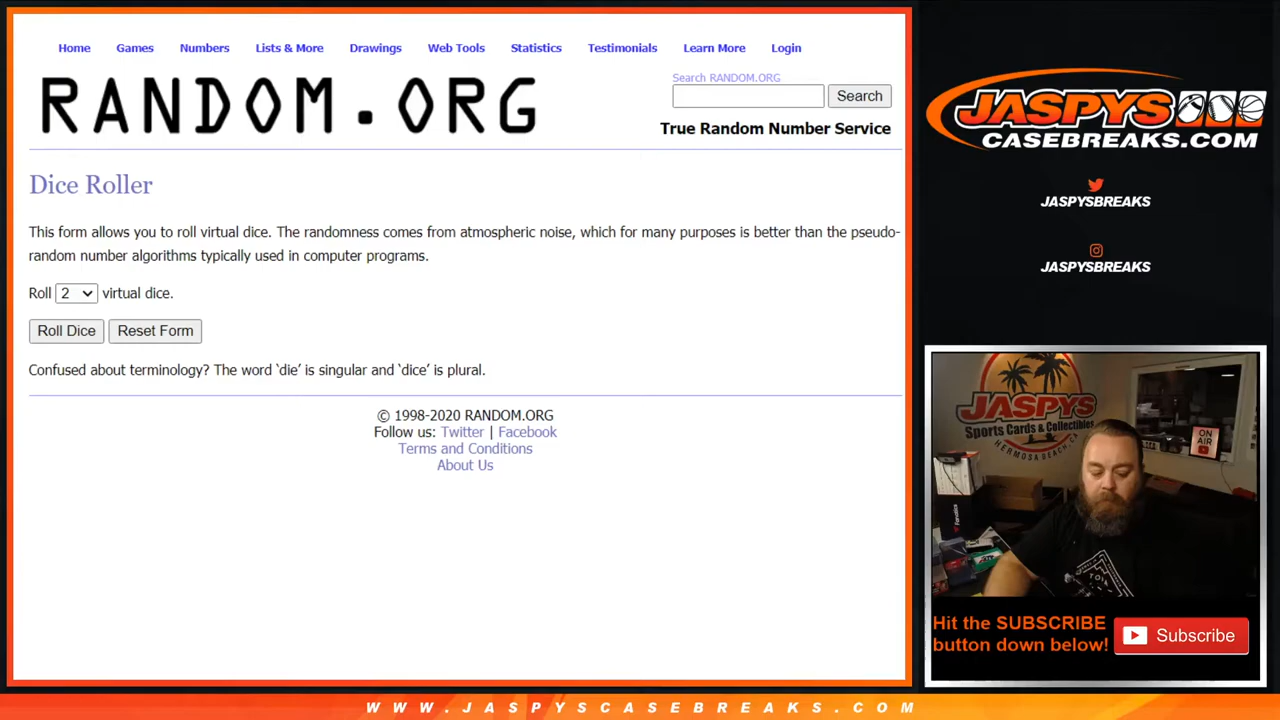 Home Games Numbers Lists & More Drawings Web Tools Statistics Testimonials Learn More Login
RANDOM.ORG
Search RANDOM.ORG
Search
True Random Number Service
Dice Roller
This form allows you to roll virtual dice. The randomness comes from atmospheric noise, which for many purposes is better than the pseudo-
random number algorithms typically used in computer programs.
Roll 2 virtual dice.
Roll Dice Reset Form
Confused about terminology? The word ‘die’ is singular and ‘dice’ is plural.
© 1998-2020 RANDOM.ORG
Follow us: Twitter | Facebook
Terms and Conditions
About Us
JASPYS
CASEBREAKS.COM
JASPYSBREAKS
JASPYSBREAKS
JASPYS
Sports Cards & Collectibles
HERMOSA BEACH, CA
ON
AIR
Fanatics
Hit the SUBSCRIBE
button down below!
Subscribe
WWW.JASPYSCASEBREAKS.COM